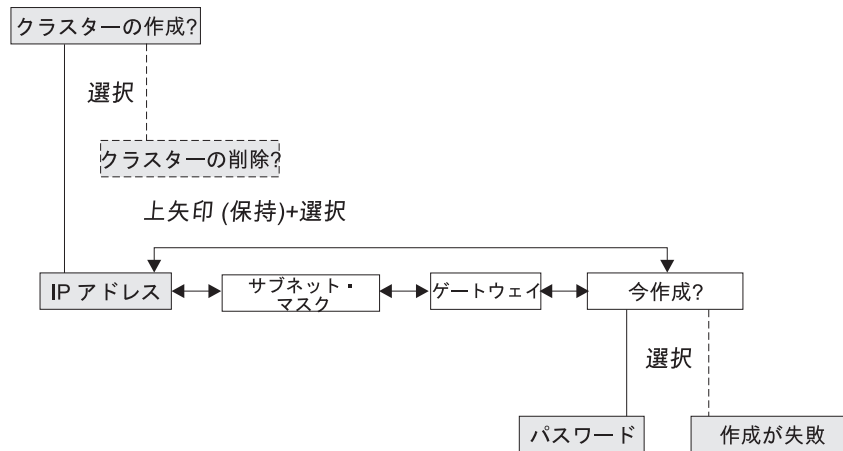 クラスターの作成?
選択
クラスターの削除?
上矢印 (保持)+選択
IP アドレス
サブネット・
マスク
ゲートウェイ
今作成?
選択
パスワード
作成が失敗